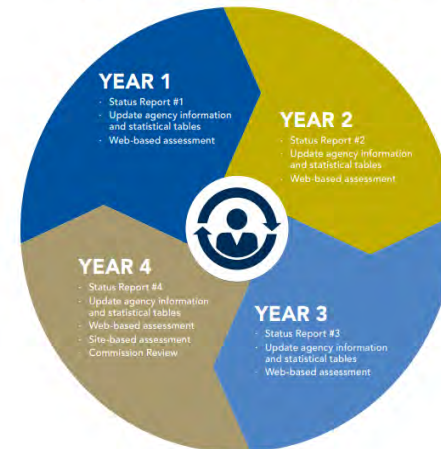 YEAR 1
· Status Report #1
· Update agency information
and statistical tables
· Web-based assessment
YEAR 2
· Status Report #2
· Update agency information
and statistical tables
· Web-based assessment
YEAR 3
· Status Report #3
· Update agency information
and statistical tables
· Web-based assessment
YEAR 4
· Status Report #4
· Update agency information
and statistical tables
· Web-based assessment
· Site-based assessment
· Commission Review